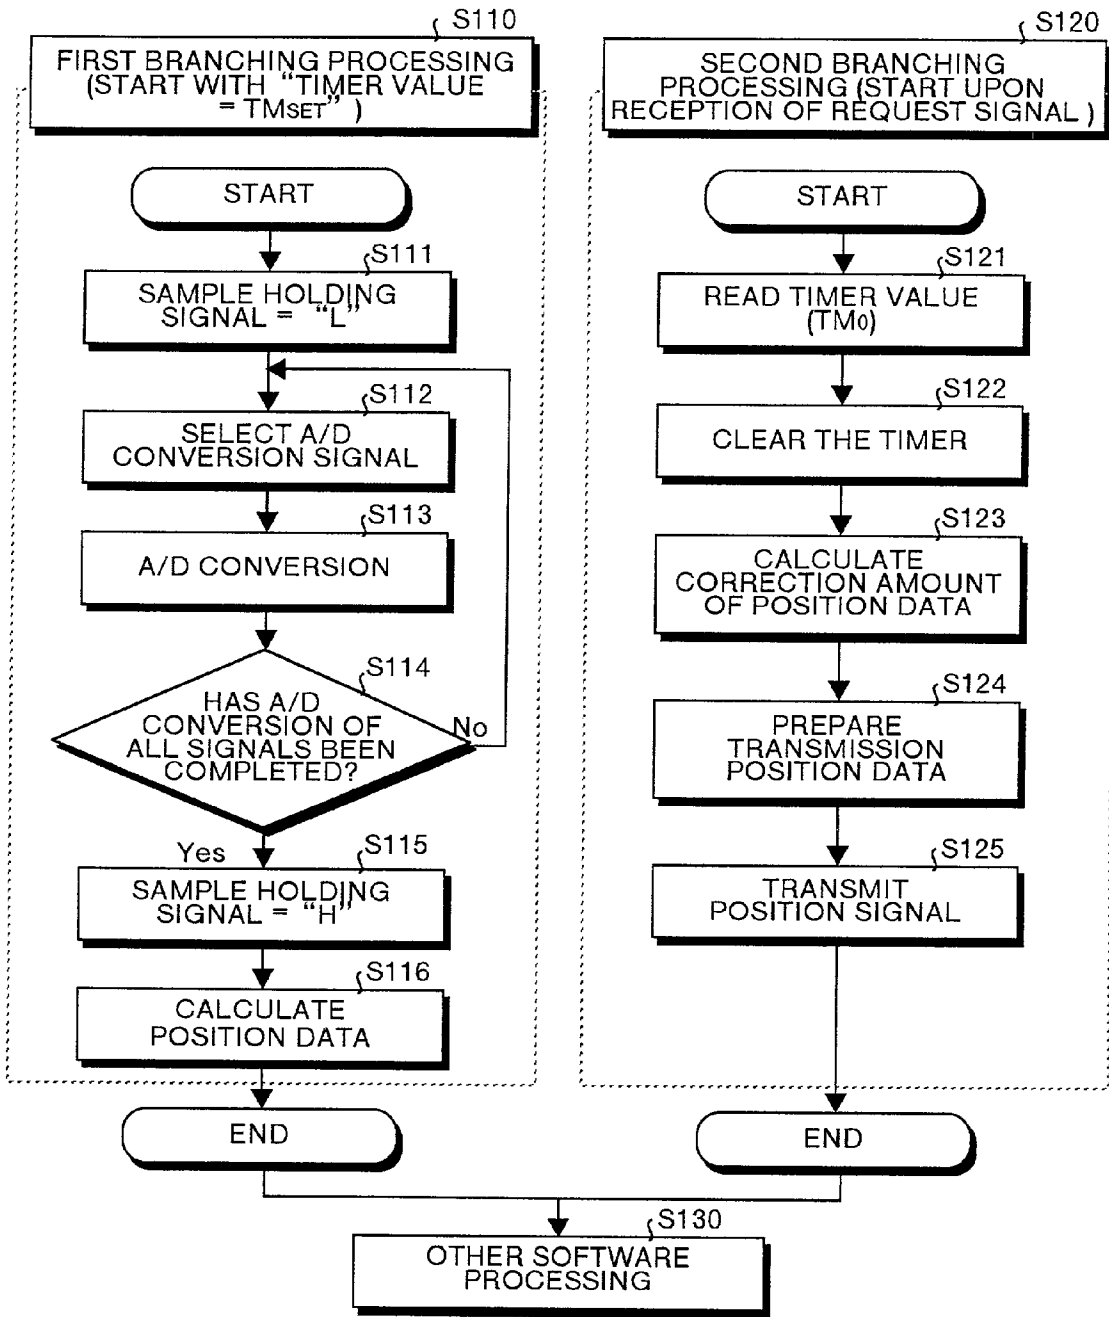 S110
FIRST BRANCHING PROCESSING
(START WITH "TIMER VALUE
= TMSET" )
START
S111
SAMPLE HOLDING
SIGNAL = "L"
S112
SELECT A/D
CONVERSION SIGNAL
S113
A/D CONVERSION
S114
HAS A/D
CONVERSION OF
ALL SIGNALS BEEN
COMPLETED?
No
Yes
S115
SAMPLE HOLDING
SIGNAL = "H"
S116
CALCULATE
POSITION DATA
END
S120
SECOND BRANCHING
PROCESSING (START UPON
RECEPTION OF REQUEST SIGNAL )
START
S121
READ TIMER VALUE
(TM0)
S122
CLEAR THE TIMER
S123
CALCULATE
CORRECTION AMOUNT
OF POSITION DATA
S124
PREPARE
TRANSMISSION
POSITION DATA
S125
TRANSMIT
POSITION SIGNAL
END
S130
OTHER SOFTWARE
PROCESSING